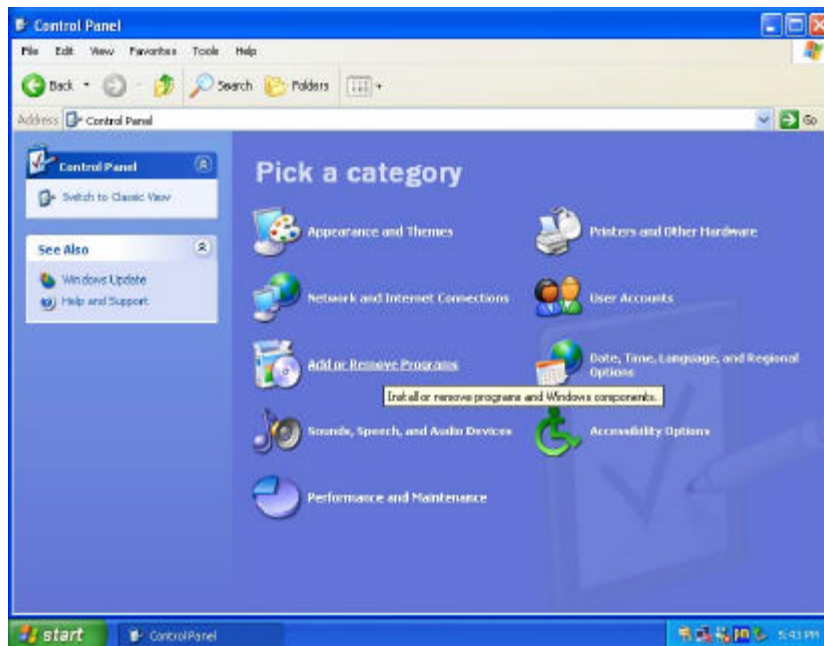 Control Panel
File Edit View Favorites Tools Help
Back Search Folders
Address Control Panel Go
Control Panel
Switch to Classic View
See Also
Windows Update
Help and Support
Pick a category
Appearance and Themes
Printers and Other Hardware
Network and Internet Connections
User Accounts
Add or Remove Programs
Date, Time, Language, and Regional
Options
Install or remove programs and Windows components.
Sounds, Speech, and Audio Devices
Accessibility Options
Performance and Maintenance
start Control Panel 5:43 PM